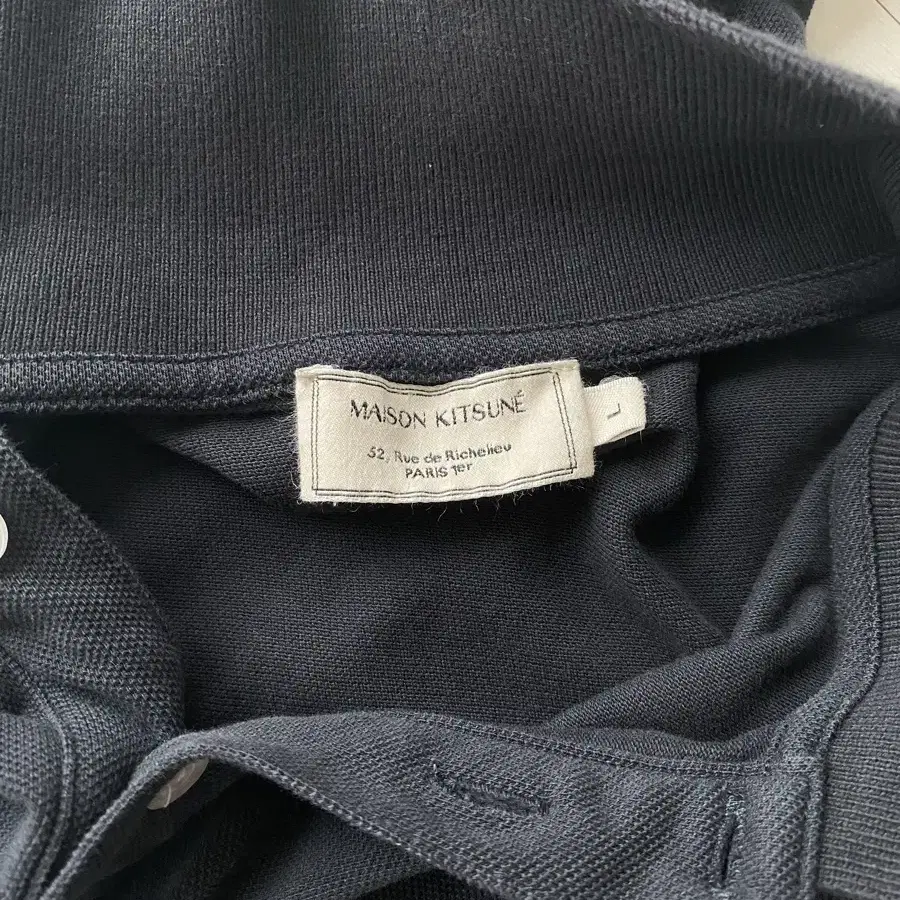 MAISON KITSUNÉ
52, Rue de Richelieu
PARIS 1er
L